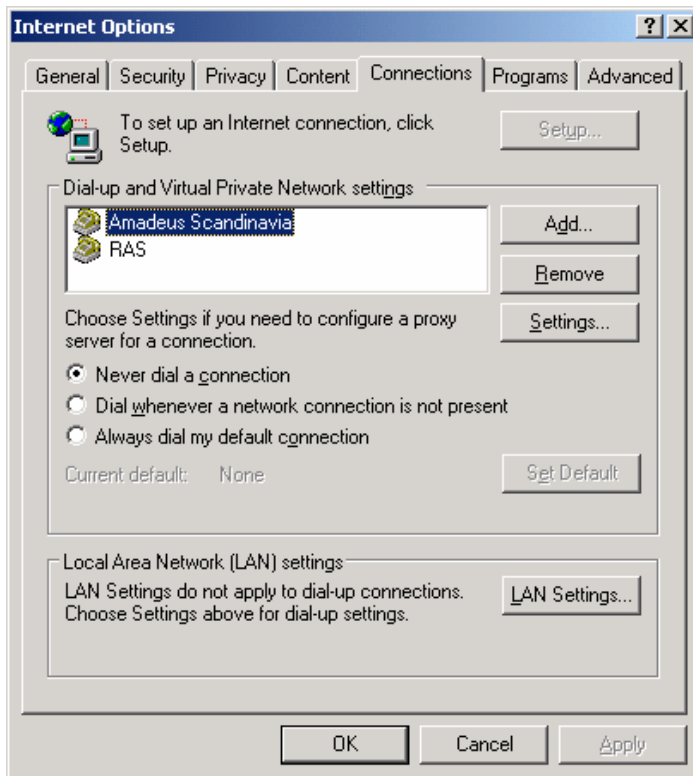 Internet Options
General Security Privacy Content Connections Programs Advanced
To set up an Internet connection, click
Setup.
Setup...
Dial-up and Virtual Private Network settings
Amadeus Scandinavia
RAS
Add...
Remove
Choose Settings if you need to configure a proxy
server for a connection.
Settings...
Never dial a connection
Dial whenever a network connection is not present
Always dial my default connection
Current default: None
Set Default
Local Area Network (LAN) settings
LAN Settings do not apply to dial-up connections.
Choose Settings above for dial-up settings.
LAN Settings...
OK Cancel Apply